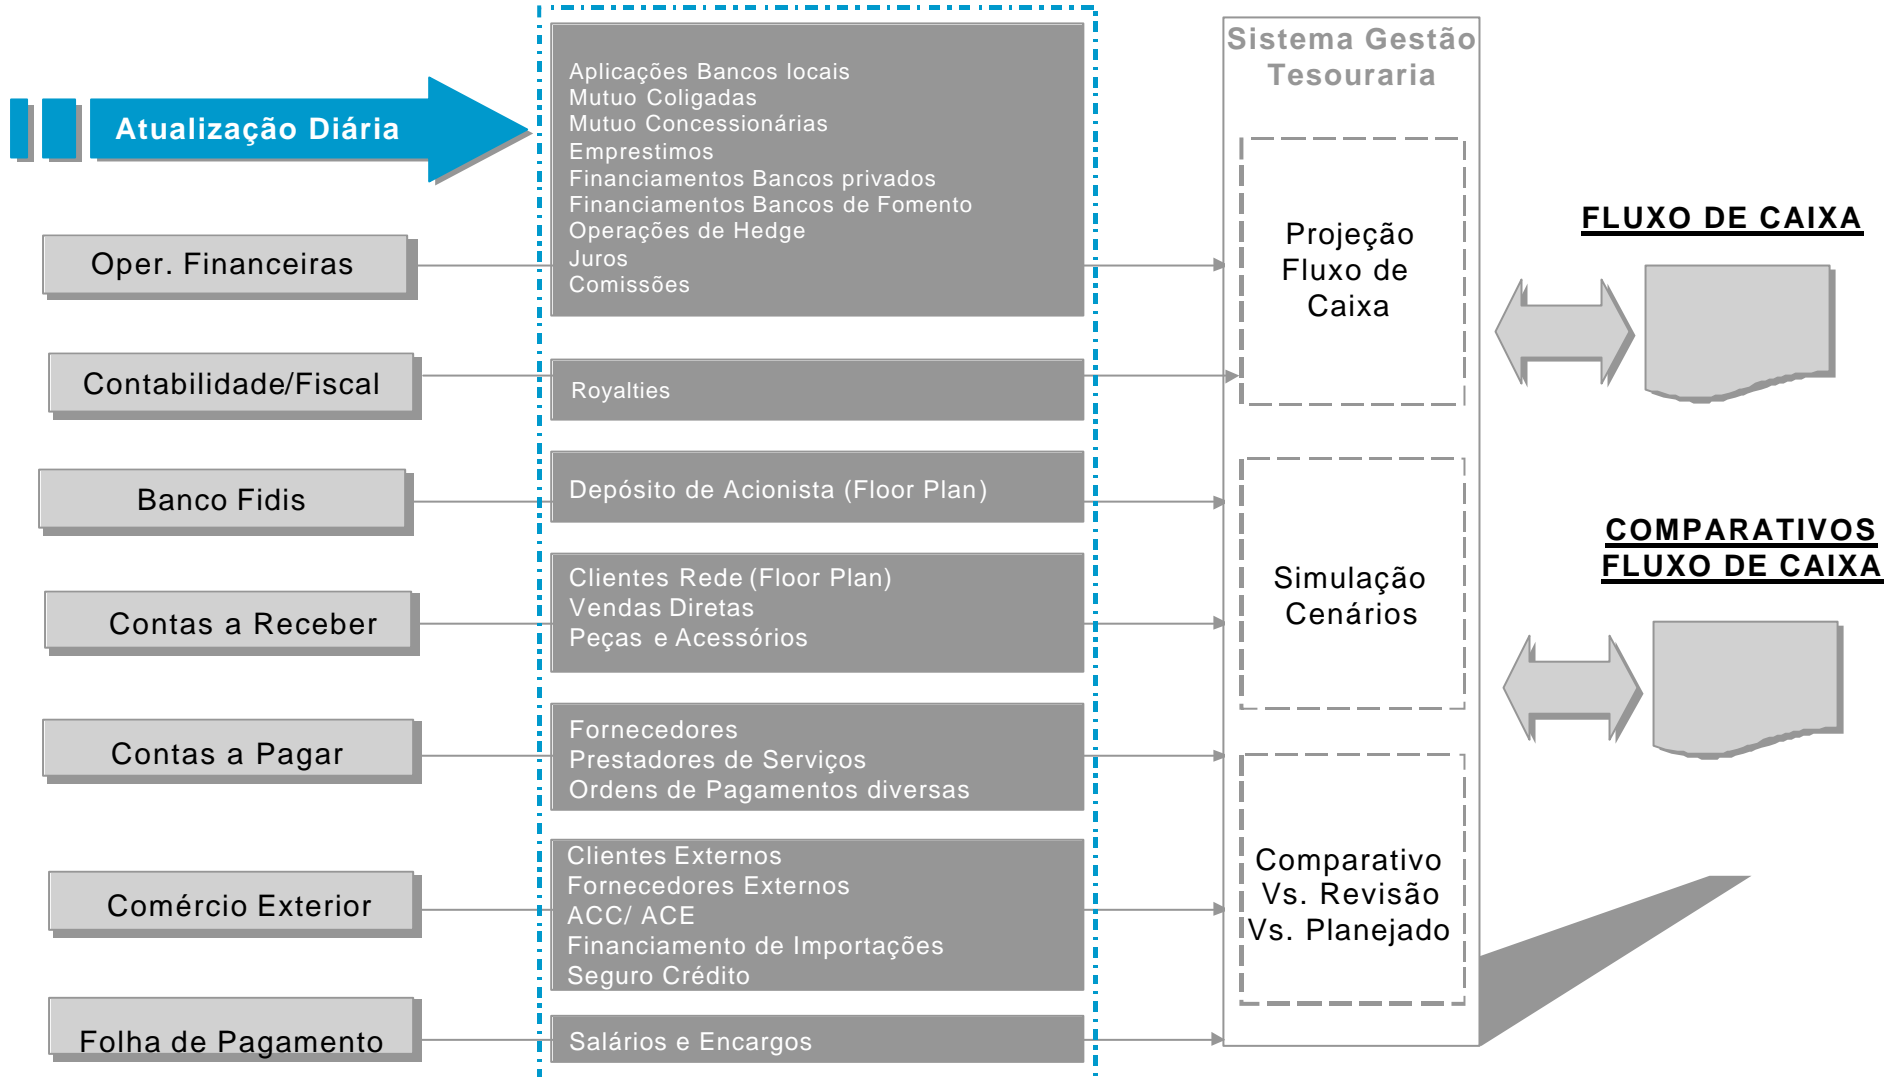 Atualização Diária
Oper. Financeiras
Contabilidade/Fiscal
Banco Fidis
Contas a Receber
Contas a Pagar
Comércio Exterior
Folha de Pagamento
Aplicações Bancos locais
Mutuo Coligadas
Mutuo Concessionárias
Emprestimos
Financiamentos Bancos privados
Financiamentos Bancos de Fomento
Operações de Hedge
Juros
Comissões
Royalties
Depósito de Acionista (Floor Plan)
Clientes Rede (Floor Plan)
Vendas Diretas
Peças e Acessórios
Fornecedores
Prestadores de Serviços
Ordens de Pagamentos diversas
Clientes Externos
Fornecedores Externos
ACC/ ACE
Financiamento de Importações
Seguro Crédito
Salários e Encargos
Sistema Gestão
Tesouraria
Projeção
Fluxo de
Caixa
Simulação
Cenários
Comparativo
Vs. Revisão
Vs. Planejado
FLUXO DE CAIXA
COMPARATIVOS
FLUXO DE CAIXA